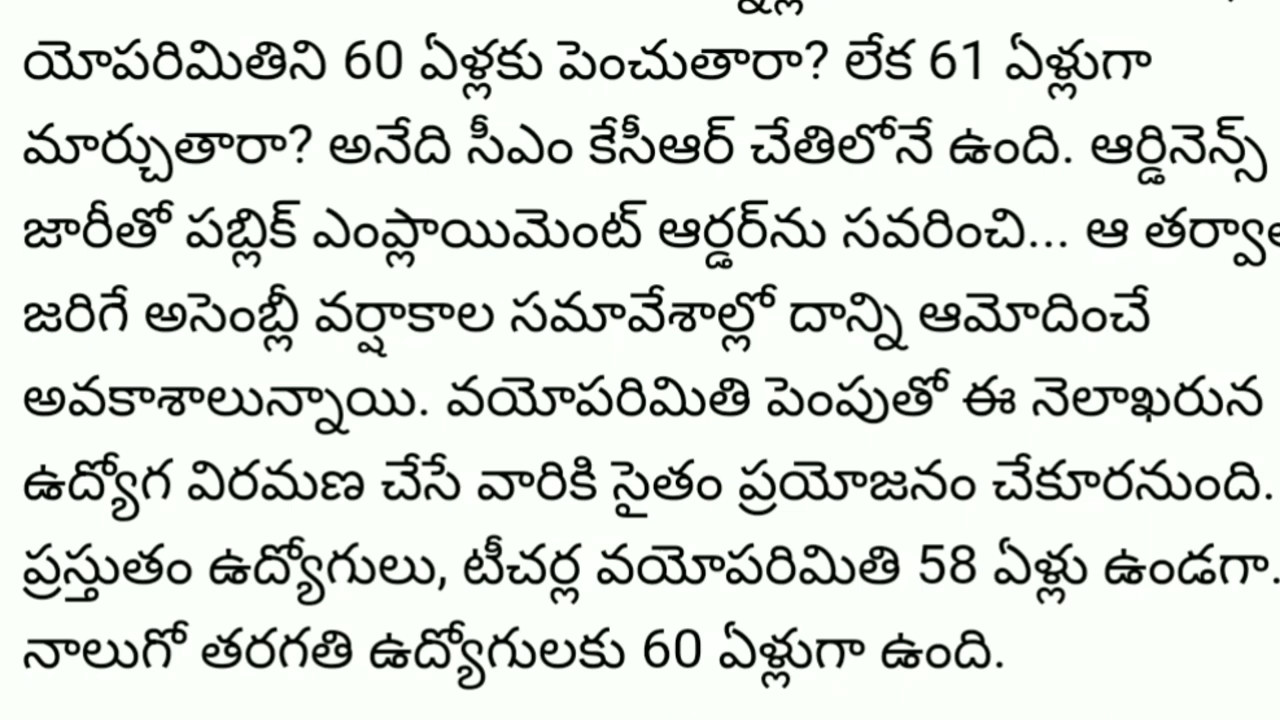 యోపరిమితిని 60 ఏళ్లకు పెంచుతారా? లేక 61 ఏళ్లుగా
మార్చుతారా? అనేది సీఎం కేసీఆర్ చేతిలోనే ఉంది. ఆర్డినెన్స్
జారీతో పబ్లిక్ ఎంప్లాయిమెంట్ ఆర్డర్‌ను సవరించి... ఆ
జరిగే అసెంబ్లీ వర్షాకాల సమావేశాల్లో దాన్ని ఆమోదించే
అవకాశాలున్నాయి. వయోపరిమితి పెంపుతో ఈ నెలాఖరున
ఉద్యోగ విరమణ చేసే వారికి సైతం ప్రయోజనం చేకూరనుంది.
ప్రస్తుతం ఉద్యోగులు, టీచర్ల వయోపరిమితి 58 ఏళ్లు ఉండగా.
నాలుగో తరగతి ఉద్యోగులకు 60 ఏళ్లుగా ఉంది.